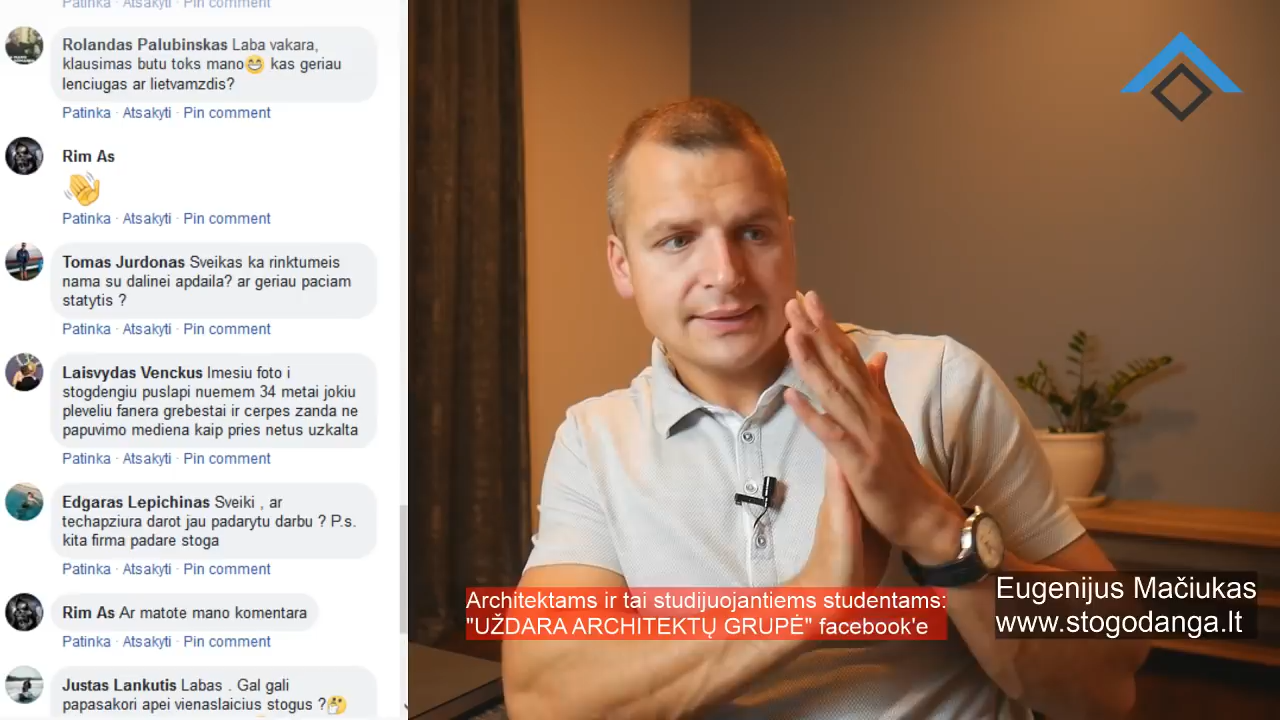 Patinka · Atsakyti · Pin comment
Rolandas Palubinskas Laba vakara,
klausimas butu toks mano😁 kas geriau
lenciugas ar lietvamzdis?
Patinka · Atsakyti · Pin comment
Rim As
👋
Patinka · Atsakyti · Pin comment
Tomas Jurdonas Sveikas ka rinktumeis
nama su dalinei apdaila? ar geriau paciam
statytis ?
Patinka · Atsakyti · Pin comment
Laisvydas Venckus Imesiu foto i
stogdengiu puslapi nuemem 34 metai jokiu
pleveliu fanera grebestai ir cerpes zanda ne
papuvimo mediena kaip pries netus uzkalta
Patinka · Atsakyti · Pin comment
Edgaras Lepichinas Sveiki , ar
techapziura darot jau padarytu darbu ? P.s.
kita firma padare stoga
Patinka · Atsakyti · Pin comment
Rim As Ar matote mano komentara
Patinka · Atsakyti · Pin comment
Justas Lankutis Labas . Gal gali
papasakori apei vienaslaicius stogus ?🤔
Architektams ir tai studijuojantiems studentams:
"UŽDARA ARCHITEKTŲ GRUPĖ" facebook'e
Eugenijus Mačiukas
www.stogodanga.lt